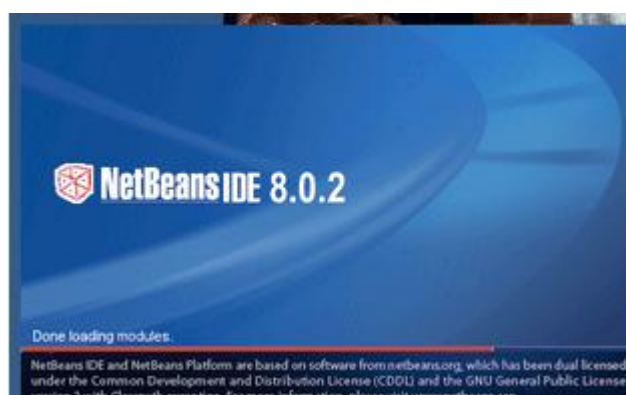 NetBeans IDE 8.0.2
Done loading modules.
NetBeans IDE and NetBeans Platform are based on software from netbeans.org, which has been dual licensed
under the Common Development and Distribution License (CDDL) and the GNU General Public License